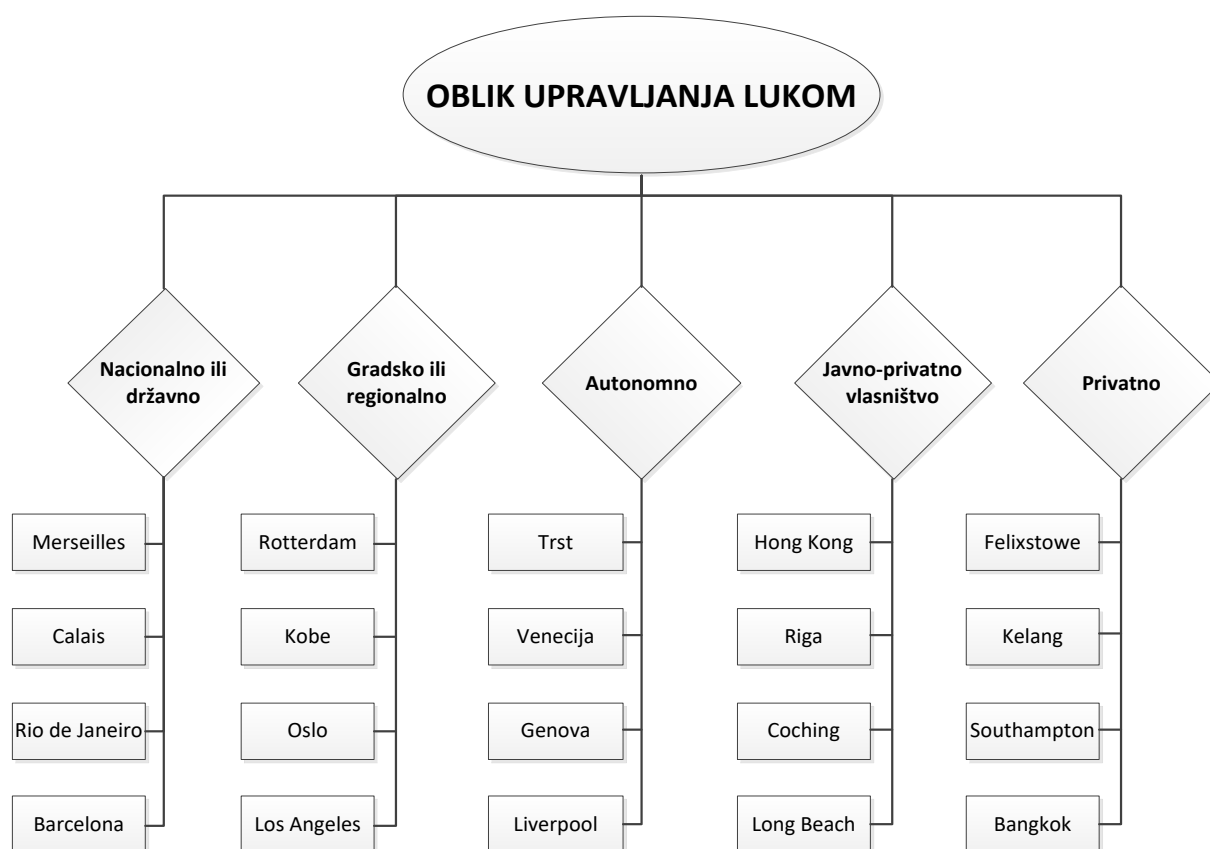 OBLIK UPRAVLJANJA LUKOM
Nacionalno ili
državno
Gradsko ili
regionalno
Autonomno
Javno-privatno
vlasništvo
Privatno
Merseilles
Rotterdam
Trst
Hong Kong
Felixstowe
Calais
Kobe
Venecija
Riga
Kelang
Rio de Janeiro
Oslo
Genova
Coching
Southampton
Barcelona
Los Angeles
Liverpool
Long Beach
Bangkok